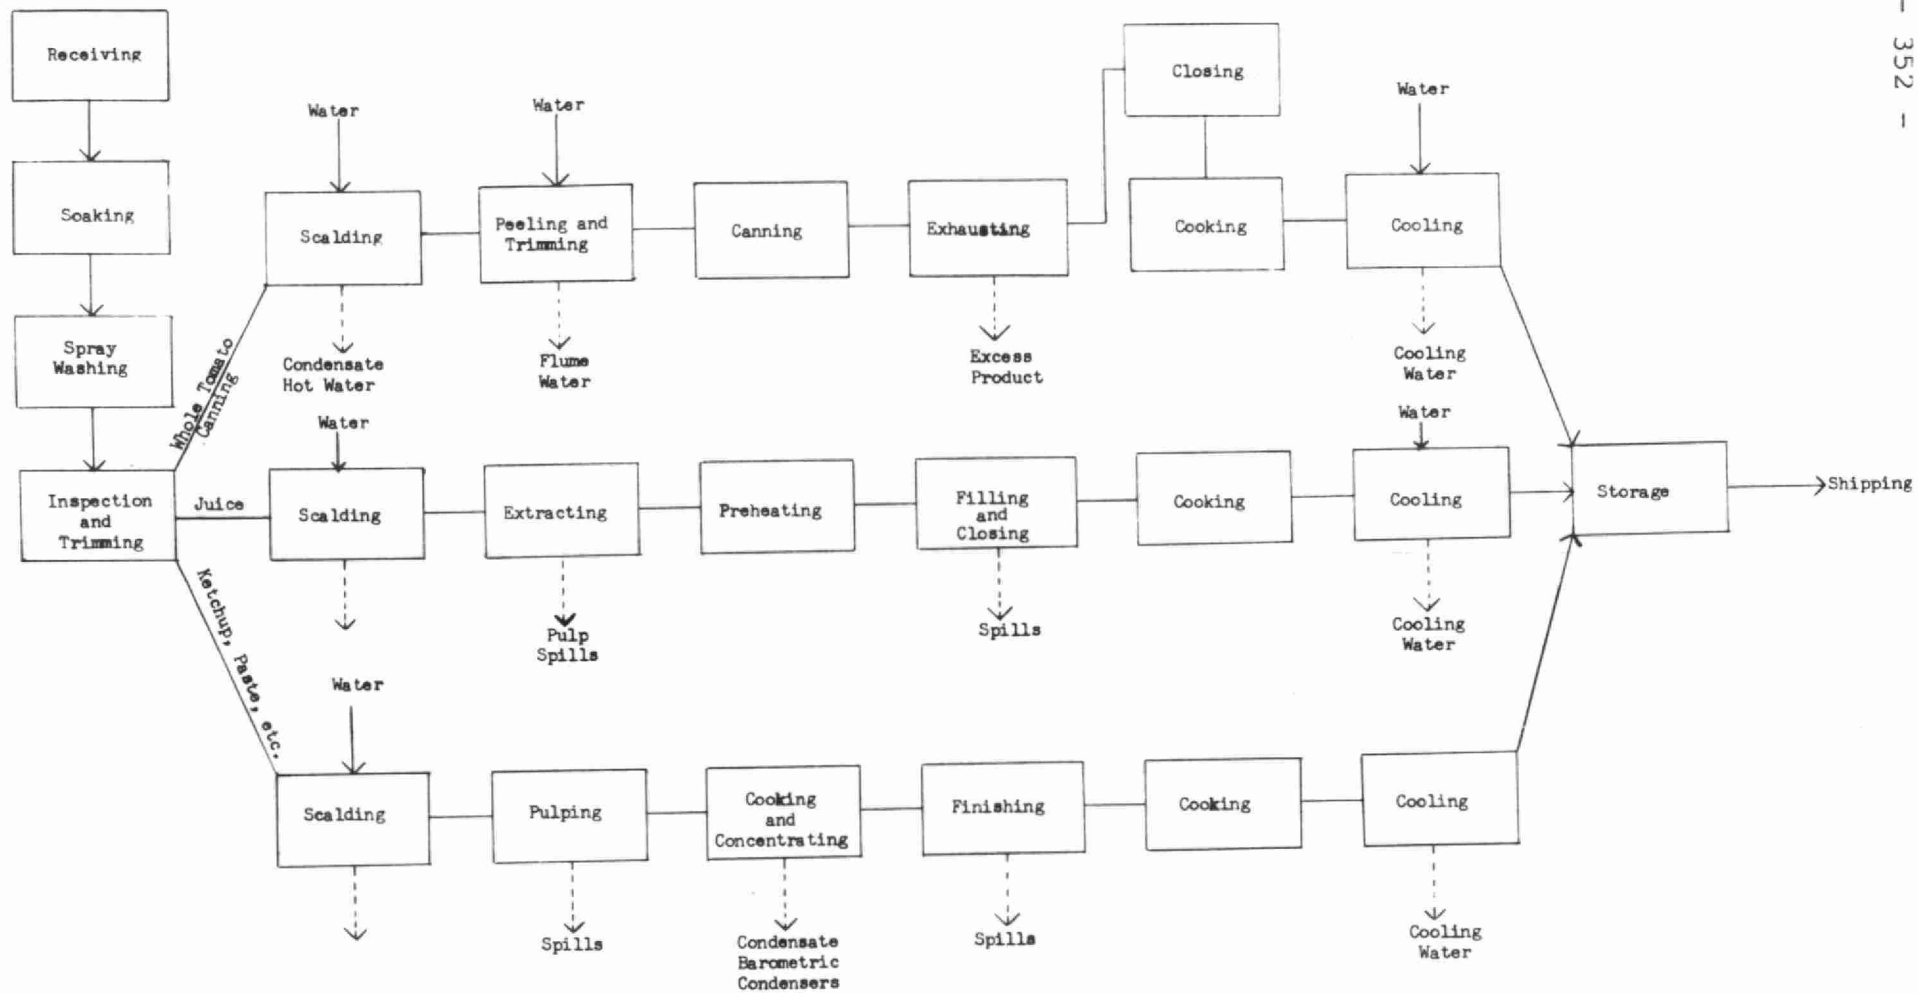 - 352 -
Receiving
Soaking
Spray
Washing
Inspection
and
Trimming
Whole Tomato
Canning
Water
Scalding
Condensate
Hot Water
Water
Peeling and
Trimming
Flume
Water
Canning
Exhausting
Excess
Product
Closing
Cooking
Water
Cooling
Cooling
Water
Juice
Water
Scalding
Extracting
Pulp
Spills
Preheating
Filling
and
Closing
Spills
Cooking
Water
Cooling
Cooling
Water
Ketchup, Paste, etc.
Water
Scalding
Pulping
Spills
Cooking
and
Concentrating
Condensate
Barometric
Condensers
Finishing
Spills
Cooking
Cooling
Cooling
Water
Storage
Shipping